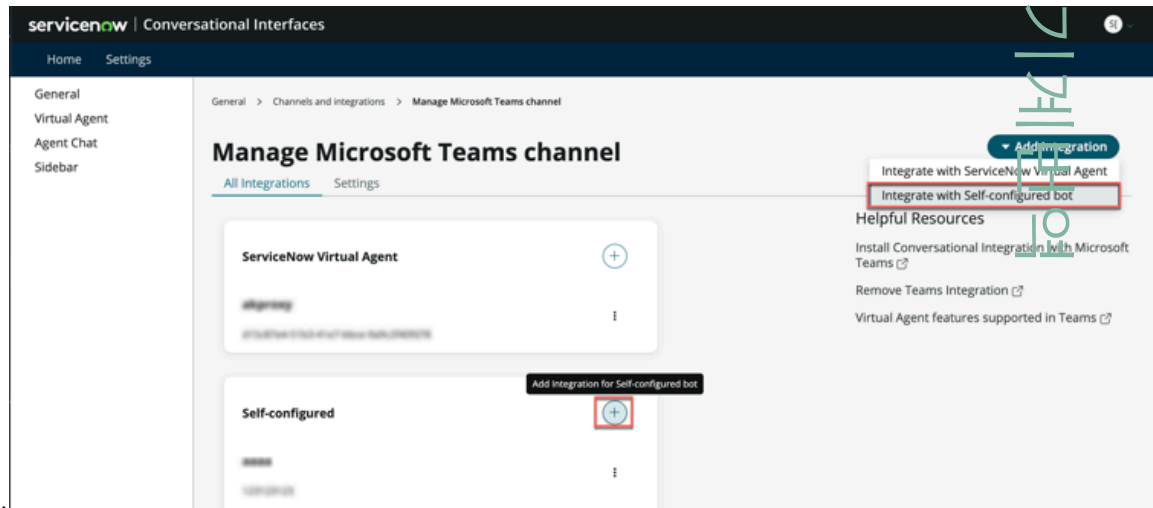 servicenow | Conversational Interfaces
Home Settings
General
Virtual Agent
Agent Chat
Sidebar
General > Channels and integrations > Manage Microsoft Teams channel
Manage Microsoft Teams channel
Add Integration
Integrate with ServiceNow Virtual Agent
Integrate with Self-configured bot
All Integrations Settings
Helpful Resources
Install Conversational Integration with Microsoft
Teams
Remove Teams Integration
Virtual Agent features supported in Teams
ServiceNow Virtual Agent
Add Integration for Self-configured bot
Self-configured